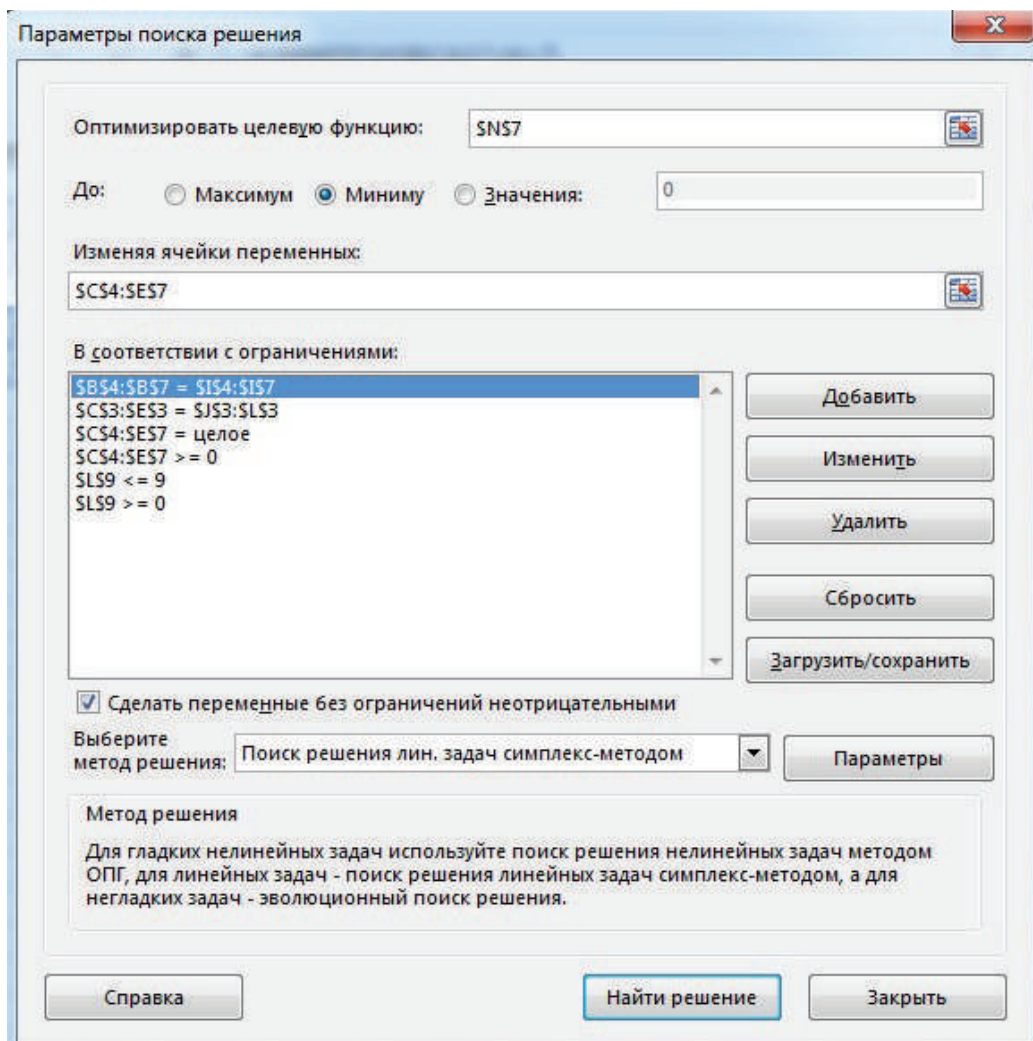 Параметры поиска решения
Оптимизировать целевую функцию: $N$7
До: Максимум Миниму Значения: 0
Изменяя ячейки переменных:
$C$4:$E$7
В соответствии с ограничениями:
$B$4:$B$7 = $I$4:$I$7
$C$3:$E$3 = $J$3:$L$3
$C$4:$E$7 = целое
$C$4:$E$7 >= 0
$L$9 <= 9
$L$9 >= 0
Добавить
Изменить
Удалить
Сбросить
Загрузить/сохранить
Сделать переменные без ограничений неотрицательными
Выберите
метод решения: Поиск решения лин. задач симплекс-методом Параметры
Метод решения
Для гладких нелинейных задач используйте поиск решения нелинейных задач методом
ОПГ, для линейных задач - поиск решения линейных задач симплекс-методом, а для
негладких задач - эволюционный поиск решения.
Справка Найти решение Закрыть